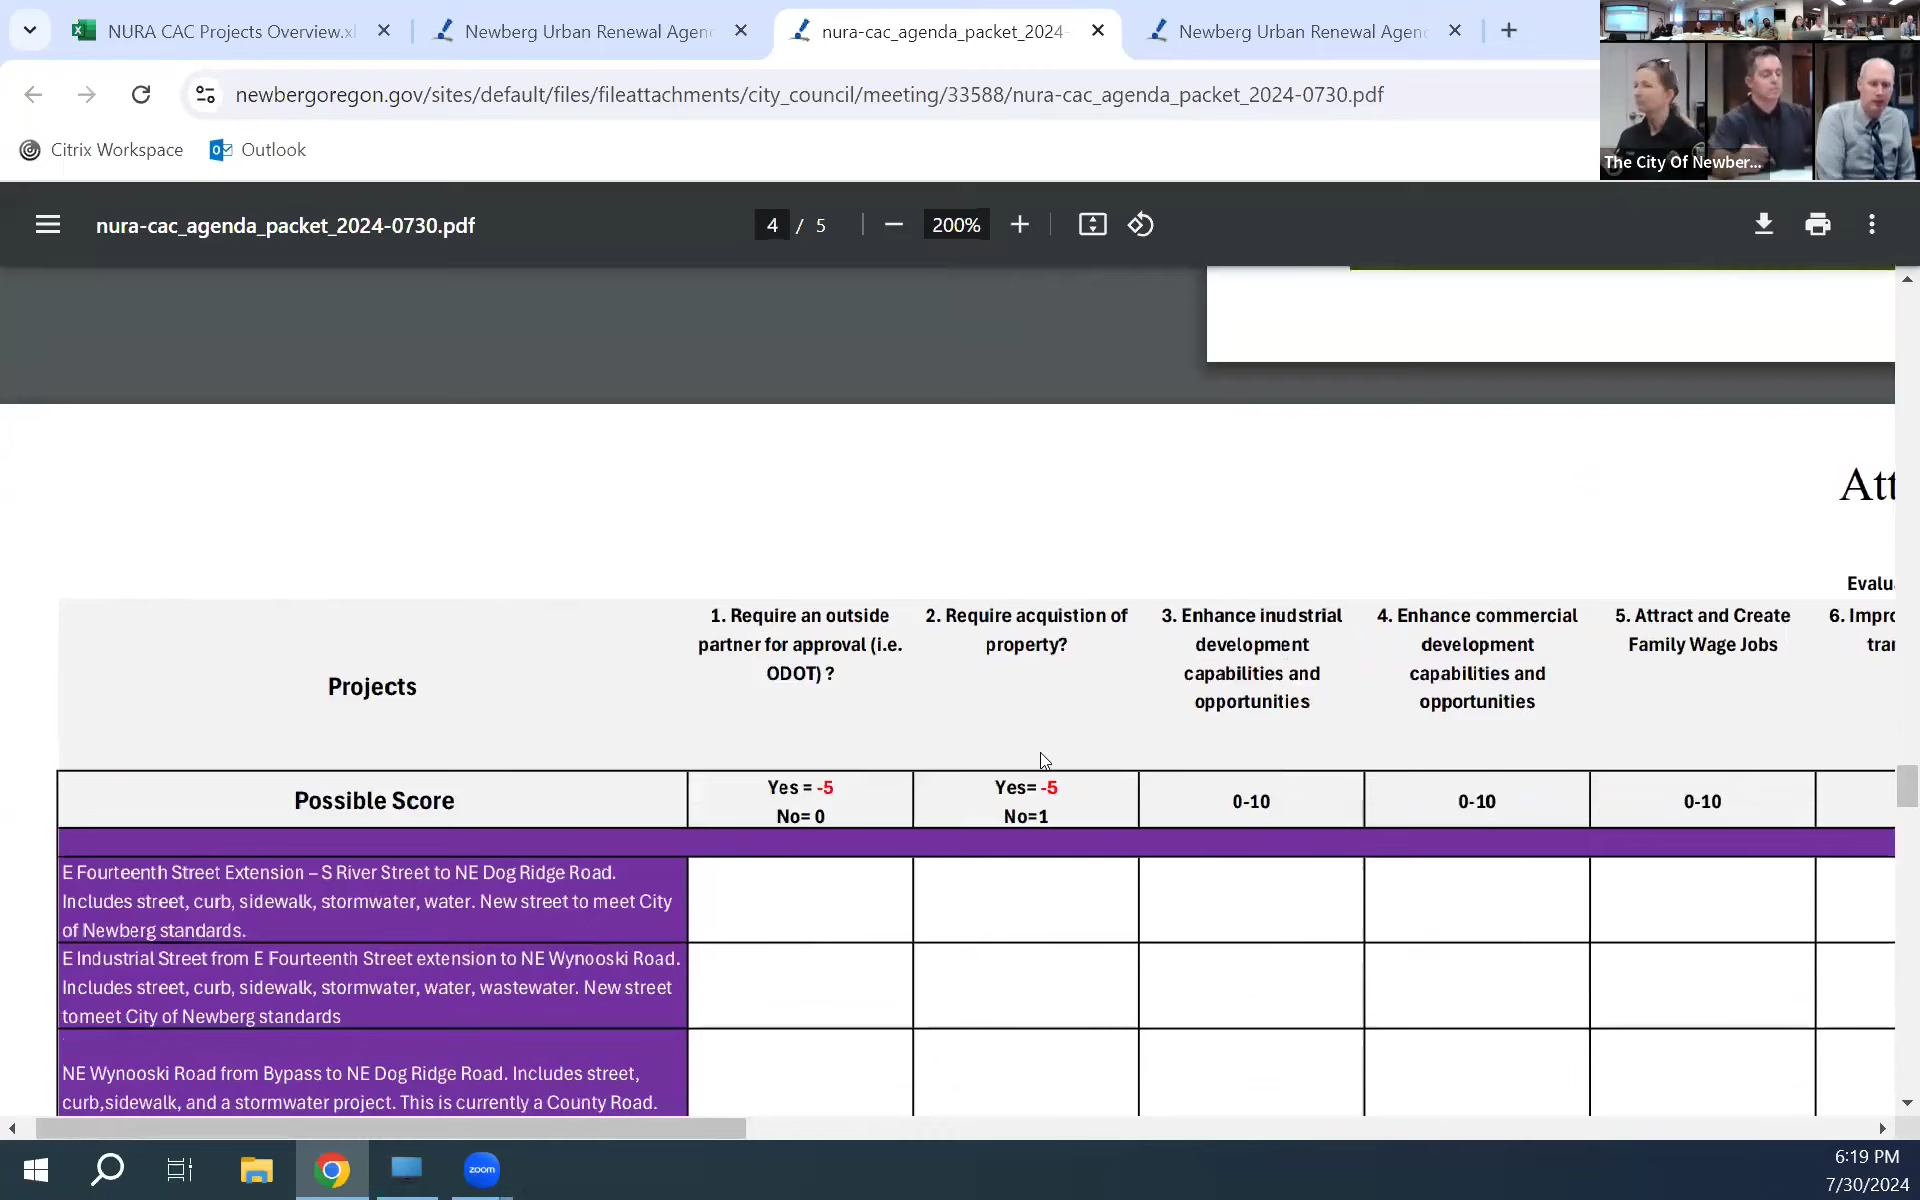 NURA CAC Projects Overview.xl
Newberg Urban Renewal Agen
nura-cac_agenda_packet_2024-
Newberg Urban Renewal Agen
newbergoregon.gov/sites/default/files/fileattachments/city_council/meeting/33588/nura-cac_agenda_packet_2024-0730.pdf
Citrix Workspace
Outlook
The City Of Newber...
nura-cac_agenda_packet_2024-0730.pdf
4 / 5
200%
Att
Evalu
Projects
1. Require an outside
partner for approval (i.e.
ODOT) ?
2. Require acquistion of
property?
3. Enhance inudstrial
development
capabilities and
opportunities
4. Enhance commercial
development
capabilities and
opportunities
5. Attract and Create
Family Wage Jobs
6. Impro
tran
Possible Score
Yes = -5
No= 0
Yes= -5
No=1
0-10
0-10
0-10
E Fourteenth Street Extension – S River Street to NE Dog Ridge Road.
Includes street, curb, sidewalk, stormwater, water. New street to meet City
of Newberg standards.
E Industrial Street from E Fourteenth Street extension to NE Wynooski Road.
Includes street, curb, sidewalk, stormwater, water, wastewater. New street
tomeet City of Newberg standards
NE Wynooski Road from Bypass to NE Dog Ridge Road. Includes street,
curb,sidewalk, and a stormwater project. This is currently a County Road.
zoom
6:19 PM
7/30/2024